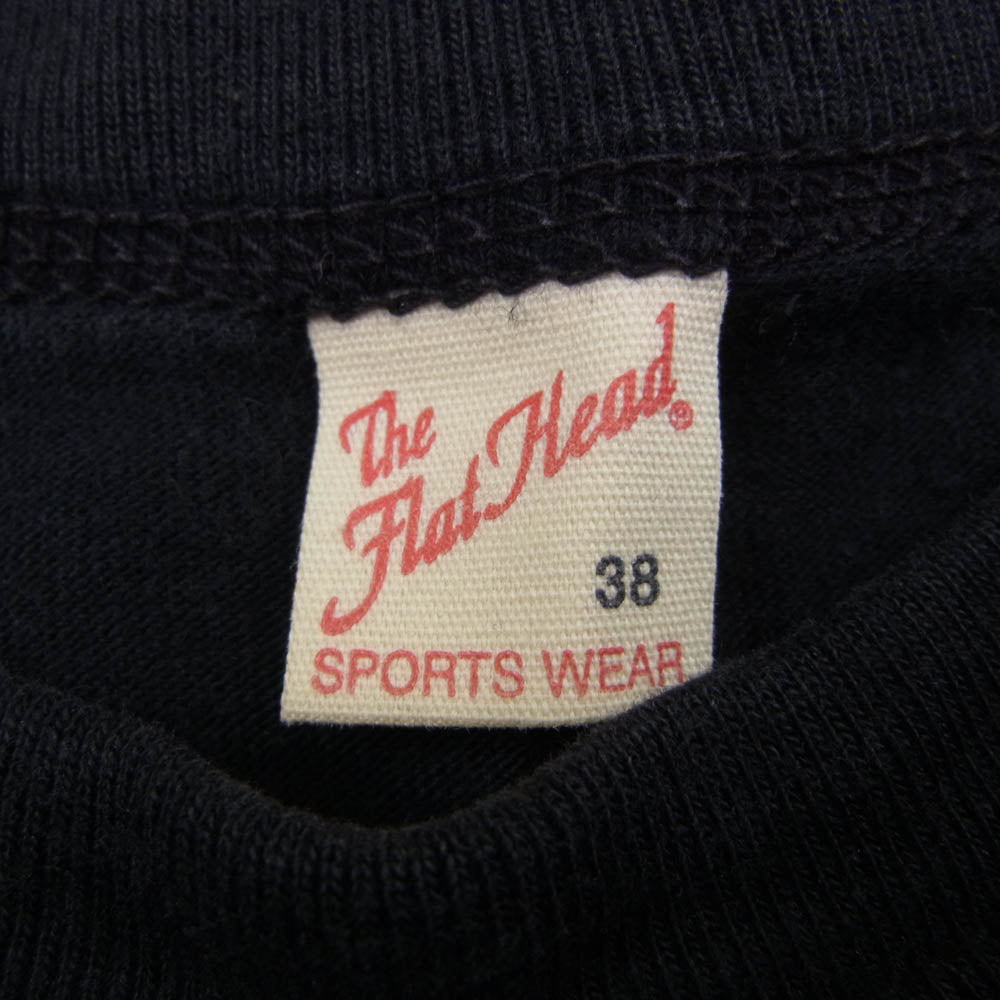 The
Flat Head®
38
SPORTS WEAR